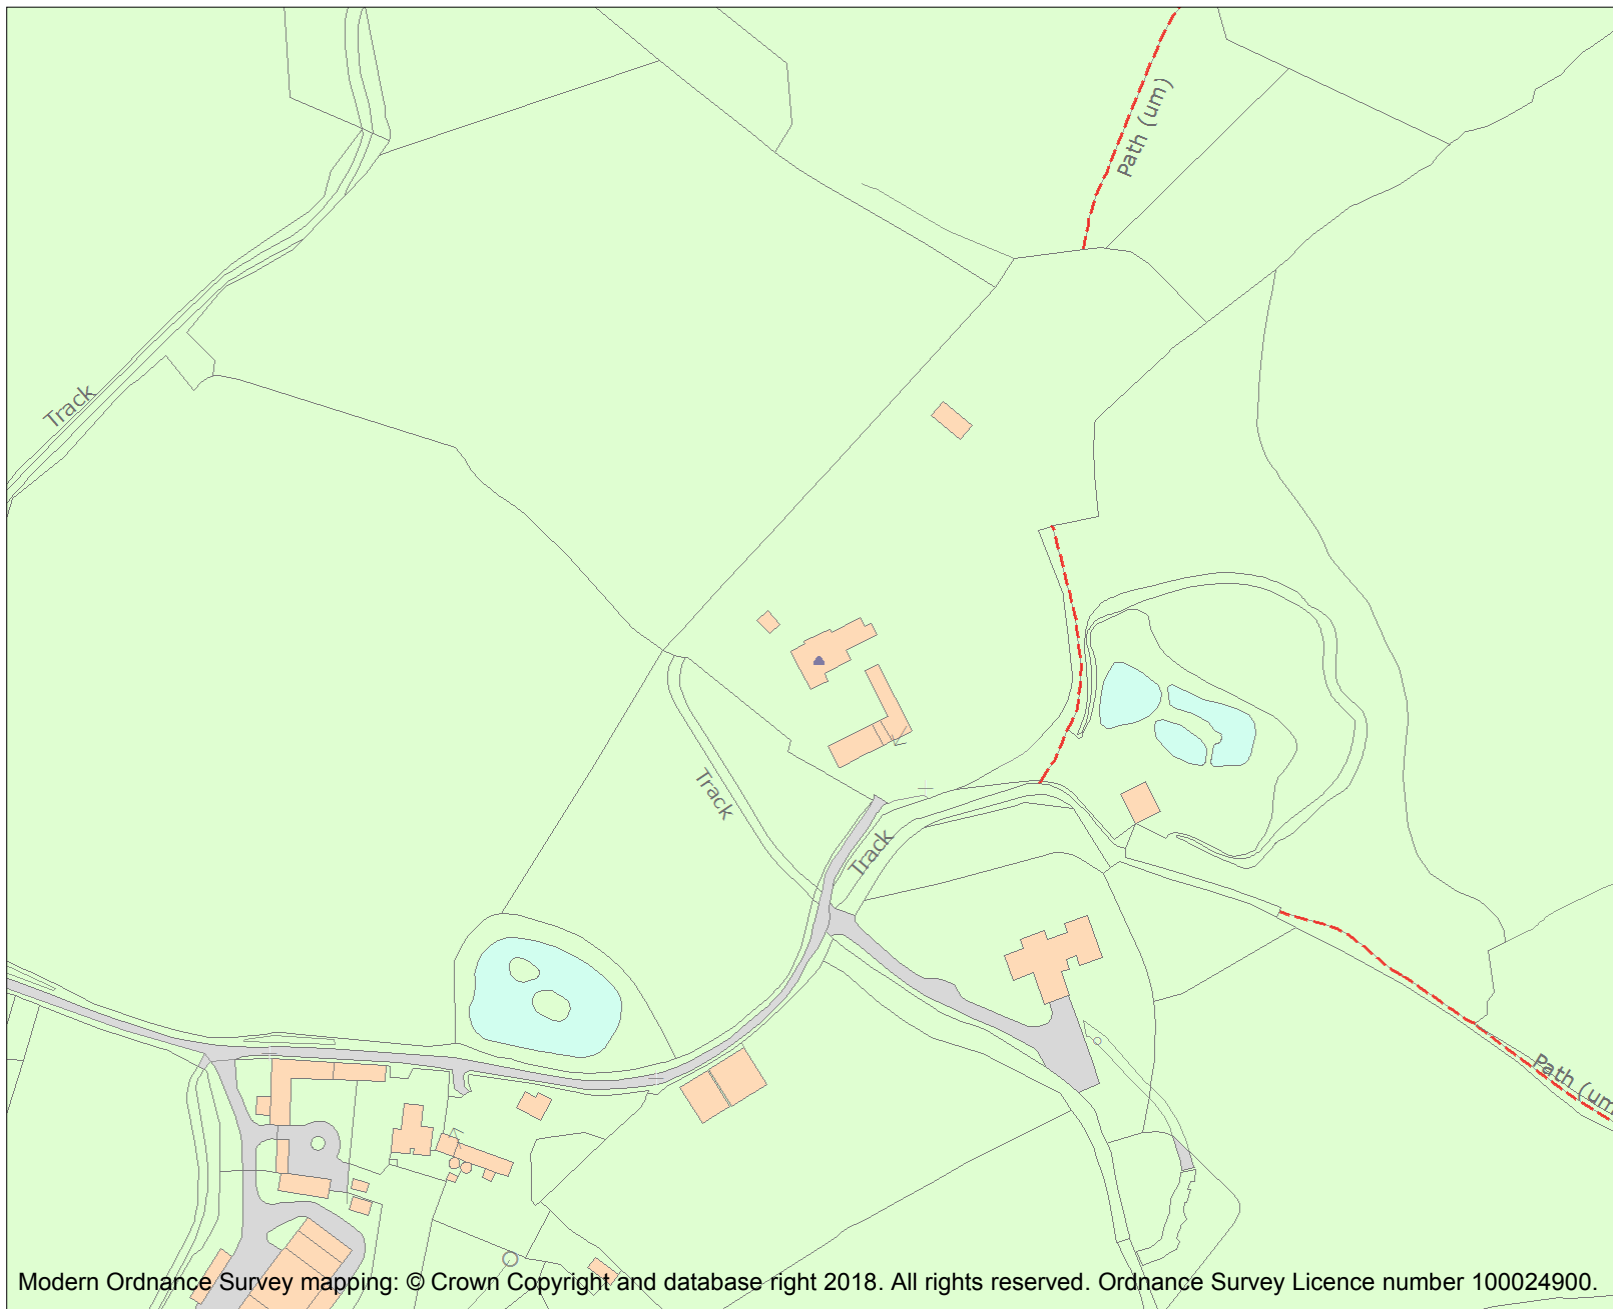 Path (um)
Track
Track
Track
Path (um
Modern Ordnance Survey mapping: © Crown Copyright and database right 2018. All rights reserved. Ordnance Survey Licence number 100024900.